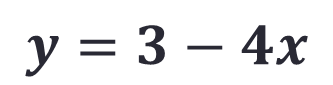 y = 3 − 4x